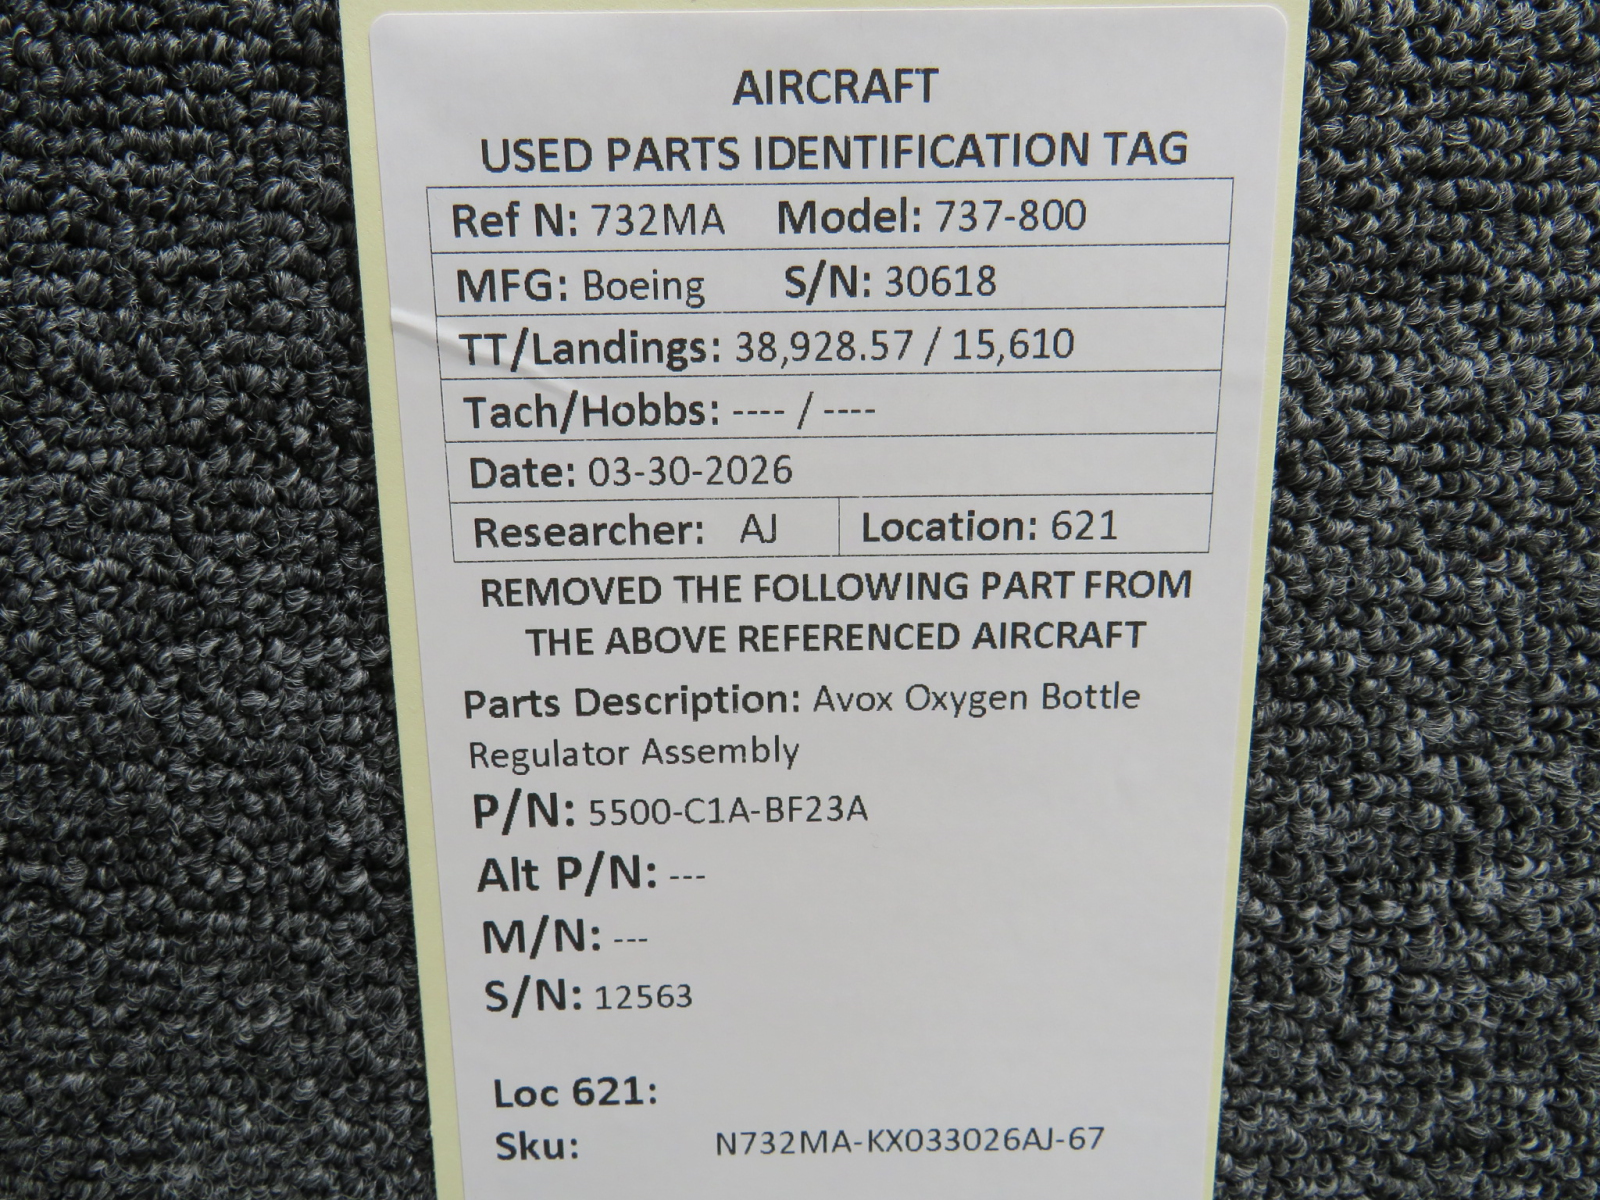 AIRCRAFT
USED PARTS IDENTIFICATION TAG
Ref N: 732MA Model: 737-800
MFG: Boeing S/N: 30618
TT/Landings: 38,928.57 / 15,610
Tach/Hobbs: ---- / ----
Date: 03-30-2026
Researcher: AJ Location: 621
REMOVED THE FOLLOWING PART FROM
THE ABOVE REFERENCED AIRCRAFT
Parts Description: Avox Oxygen Bottle
Regulator Assembly
P/N: 5500-C1A-BF23A
Alt P/N: ---
M/N: ---
S/N: 12563
Loc 621:
Sku: N732MA-KX033026AJ-67